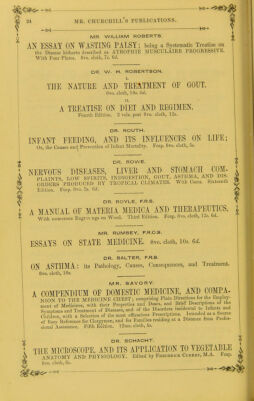 24 MR. CHURCHILL'S PUBLICATIONS.
MR. WILLIAM ROBERTS.
AN ESSAY ON WASTING PALSY; being a Systematic Treatise on
the Disease hitherto described as ATROPHIE MUSCULAIRE PROGRESSIVE.
With Four Plates. 8vo. cloth, 7s. 6d.
DR. W. H. ROBERTSON.
I.
THE NATURE AND TREATMENT OF GOUT.
8vo. cloth, 10s. 6d.
II.
A TREATISE ON DIET AND REGIMEN.
Fourth Edition. 2 vols. post 8vo. cloth, 12s.
DR. ROUTH.
INFANT FEEDING, AND ITS INFLUENCES ON LIFE;
Or, the Causes and Prevention of Infant Mortality. Fcap. 8vo. cloth, 5s.
DR. ROWE.
NERVOUS DISEASES, LIVER AND STOMACH COM-
PLAINTS, LOW SPIRITS, INDIGESTION, GOUT, ASTHMA, AND DIS-
ORDERS PRODUCED BY TROPICAL CLIMATES. With Cases. Sixteenth
Edition. Fcap. 8vo. 2s. 6d.
DR. ROYLE, F.R.S.
A MANUAL OF MATERIA MEDICA AND THERAPEUTICS.
With numerous Engravings on Wood. Third Edition. Fcap. 8vo. cloth, 12s. 6d.
MR. RUMSEY, F.R.C.S.
ESSAYS ON STATE MEDICINE. 8vo. cloth, 10s. 6d.
DR. SALTER, F.R.S.
ON ASTHMA: its Pathology, Causes, Consequences, and Treatment.
8vo. cloth, 10s.
MR. SAVORY.
A COMPENDIUM OF DOMESTIC MEDICINE, AND COMPA-
NION TO THE MEDICINE CHEST; comprising Plain Directions for the Employ-
ment of Medicines, with their Properties and Doses, and Brief Descriptions of the
Symptoms and Treatment of Diseases, and of the Disorders incidental to Infants and
Children, with a Selection of the most efficacious Prescriptions. Intended as a Source
of Easy Reference for Clergymen, and for Families residing at a Distance from Profes-
sional Assistance. Fifth Edition. 12mo. cloth, 5s.
DR. SCHACHT.
THE MICROSCOPE, AND ITS APPLICATION TO VEGETABLE
ANATOMY AND PHYSIOLOGY. Edited by Frederick Currey, M.A. Fcap.
8vo. cloth, 6s.